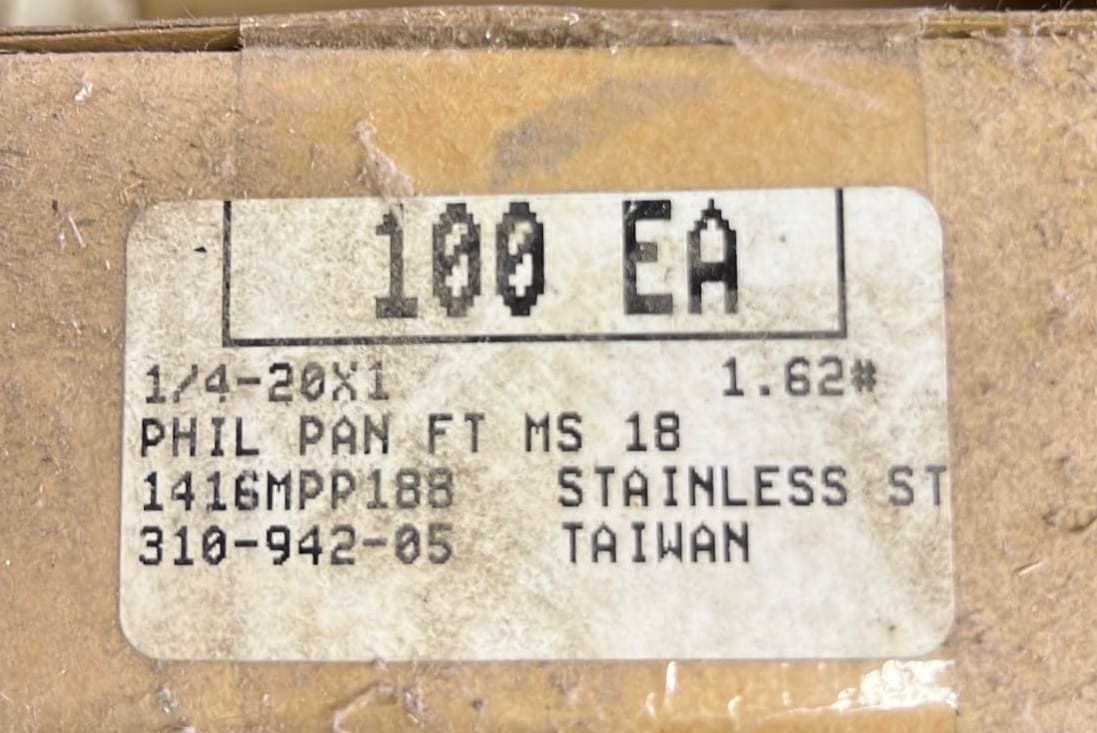 100 EA
1/4-20X1 1.62#
PHIL PAN FT MS 18
1416MPP188 STAINLESS ST
310-942-05 TAIWAN